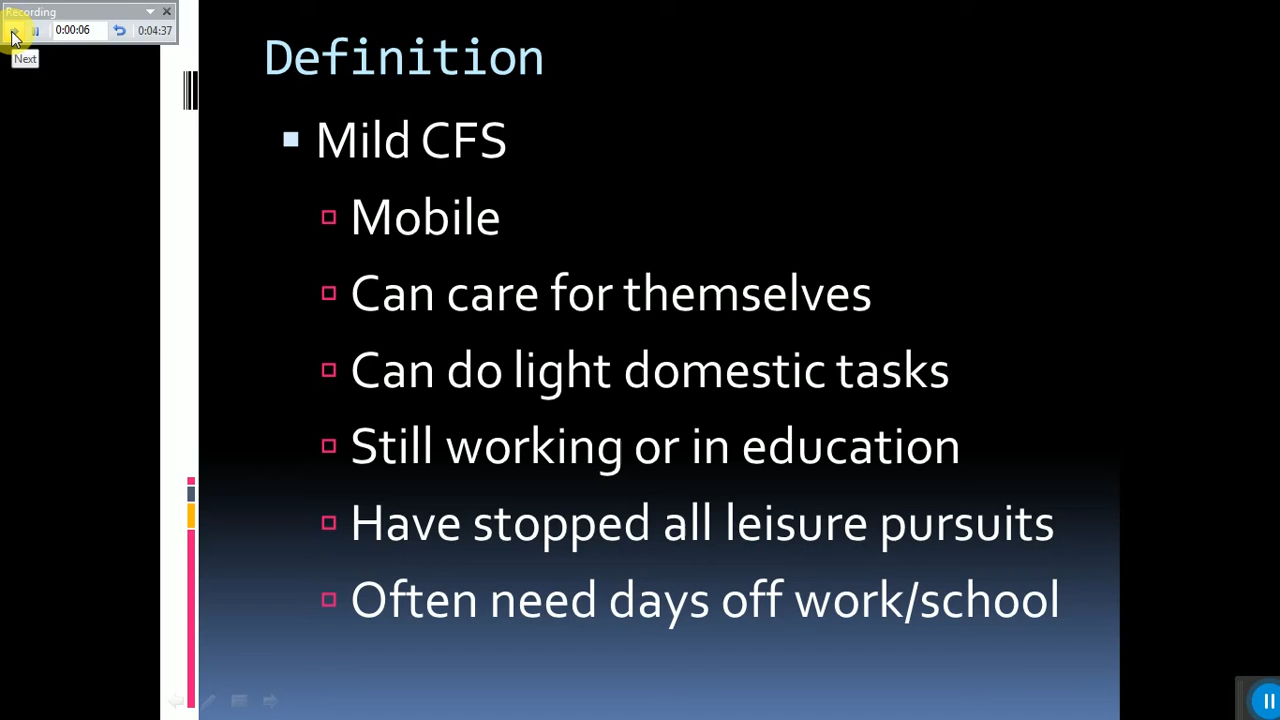 Recording
0:00:06 0:04:37
Next
Definition
Mild CFS
Mobile
Can care for themselves
Can do light domestic tasks
Still working or in education
Have stopped all leisure pursuits
Often need days off work/school